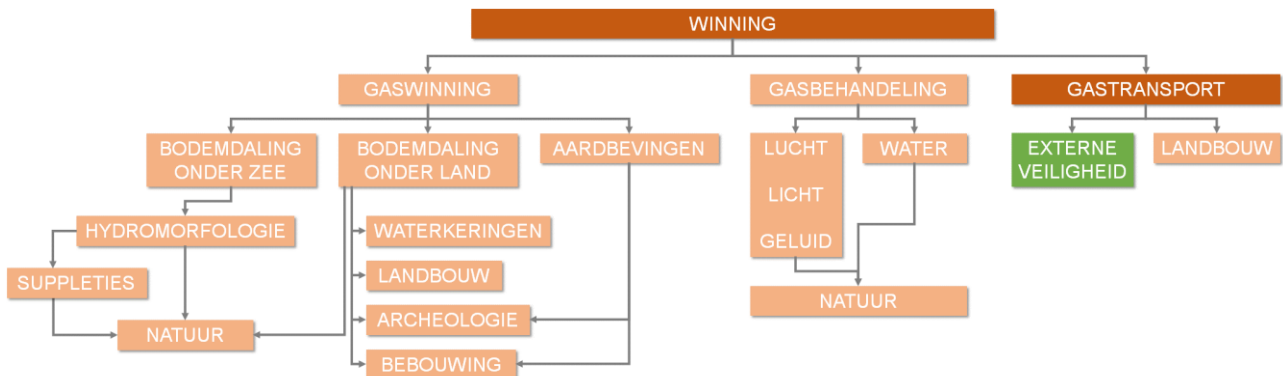 WINNING
GASWINNING
GASBEHANDELING
GASTRANSPORT
BODEMDALING
ONDER ZEE
BODEMDALING
ONDER LAND
AARDBEVINGEN
LUCHT
LICHT
GELUID
WATER
EXTERNE
VEILIGHEID
LANDBOUW
HYDROMORFOLOGIE
WATERKERINGEN
SUPPLETIES
LANDBOUW
NATUUR
ARCHEOLOGIE
BEBOUWING
NATUUR